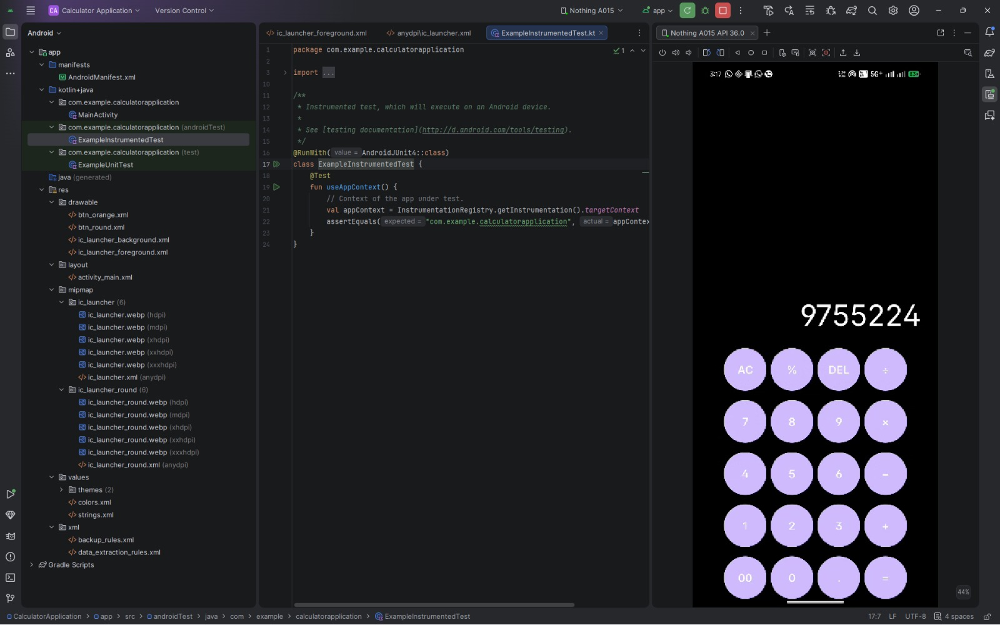 CA Calculator Application Version Control Nothing A015 app
Android
app
manifests
AndroidManifest.xml
kotlin+java
com.example.calculatorapplication
MainActivity
com.example.calculatorapplication (androidTest)
ExampleInstrumentedTest
com.example.calculatorapplication (test)
ExampleUnitTest
java (generated)
res
drawable
btn_orange.xml
btn_round.xml
ic_launcher_background.xml
ic_launcher_foreground.xml
layout
activity_main.xml
mipmap
ic_launcher (6)
ic_launcher.webp (hdpi)
ic_launcher.webp (mdpi)
ic_launcher.webp (xhdpi)
ic_launcher.webp (xxhdpi)
ic_launcher.webp (xxxhdpi)
ic_launcher.xml (anydpi)
ic_launcher_round (6)
ic_launcher_round.webp (hdpi)
ic_launcher_round.webp (mdpi)
ic_launcher_round.webp (xhdpi)
ic_launcher_round.webp (xxhdpi)
ic_launcher_round.webp (xxxhdpi)
ic_launcher_round.xml (anydpi)
values
themes (2)
colors.xml
strings.xml
xml
backup_rules.xml
data_extraction_rules.xml
Gradle Scripts
ic_launcher_foreground.xml anydpi\ic_launcher.xml ExampleInstrumentedTest.kt
1 package com.example.calculatorapplication
1
2
3 import ...
10
11 /**
12 * Instrumented test, which will execute on an Android device.
13 *
14 * See [testing documentation](http://d.android.com/tools/testing).
15 */
16 @RunWith( value = AndroidJUnit4::class)
17 class ExampleInstrumentedTest {
18 @Test
19 fun useAppContext() {
20 // Context of the app under test.
21 val appContext = InstrumentationRegistry.getInstrumentation().targetContext
22 assertEquals( expected = "com.example.calculatorapplication", actual = appContex
23 }
24 }
Nothing A015 API 36.0
3:17 5G+ 83+
9755224
AC % DEL ÷
7 8 9 ×
4 5 6 -
1 2 3 +
00 0 . =
44%
CalculatorApplication > app > src > androidTest > java > com > example > calculatorapplication > ExampleInstrumentedTest 17:7 LF UTF-8 4 spaces